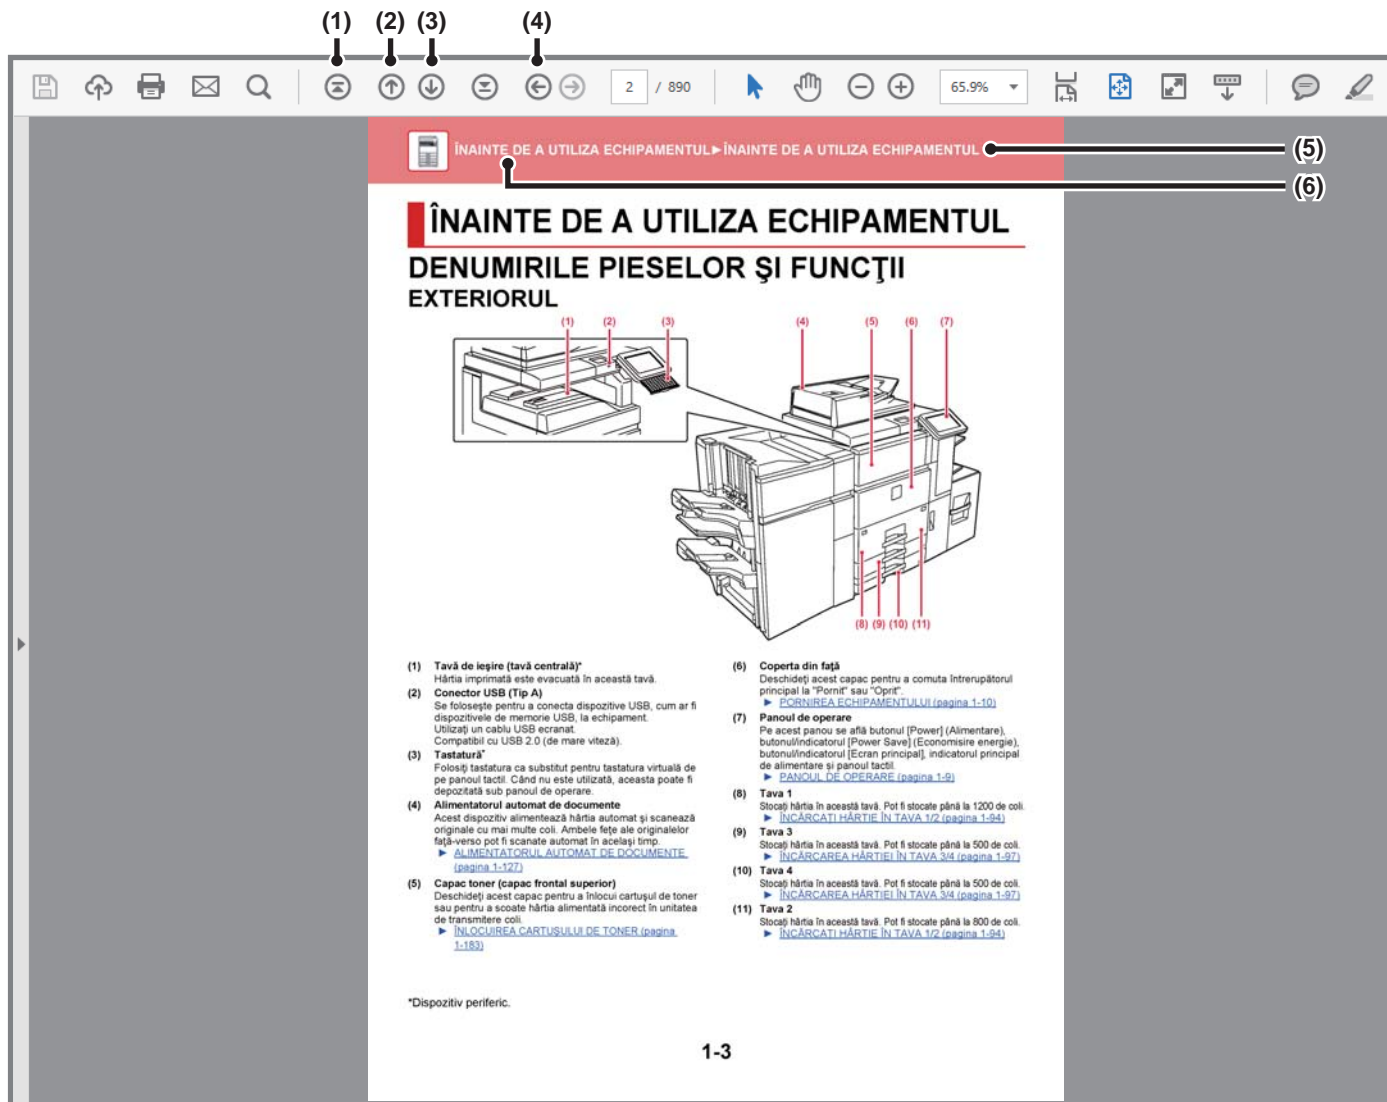 (1) (2) (3) (4)
2 / 890 65.9%
ÎNAINTE DE A UTILIZA ECHIPAMENTUL►ÎNAINTE DE A UTILIZA ECHIPAMENTUL
(5)
(6)
ÎNAINTE DE A UTILIZA ECHIPAMENTUL
DENUMIRILE PIESELOR ŞI FUNCŢII
EXTERIORUL
(1) (2) (3) (4) (5) (6) (7)
(8) (9) (10) (11)
(1) Tavă de ieşire (tavă centrală)*
Hârtia imprimată este evacuată în această tavă.
(2) Conector USB (Tip A)
Se foloseşte pentru a conecta dispozitive USB, cum ar fi
dispozitivele de memorie USB, la echipament.
Utilizaţi un cablu USB ecranat.
Compatibil cu USB 2.0 (de mare viteză).
(3) Tastatură*
Folosiţi tastatura ca substitut pentru tastatura virtuală de
pe panoul tactil. Când nu este utilizată, aceasta poate fi
depozitată sub panoul de operare.
(4) Alimentatorul automat de documente
Acest dispozitiv alimentează hârtia automat şi scanează
originale cu mai multe coli. Ambele feţe ale originalelor
faţă-verso pot fi scanate automat în acelaşi timp.
► ALIMENTATORUL AUTOMAT DE DOCUMENTE
(pagina 1-127)
(5) Capac toner (capac frontal superior)
Deschideţi acest capac pentru a înlocui cartuşul de toner
sau pentru a scoate hârtia alimentată incorect în unitatea
de transmitere coli.
► ÎNLOCUIREA CARTUŞULUI DE TONER (pagina
1-183)
(6) Coperta din faţă
Deschideţi acest capac pentru a comuta întrerupătorul
principal la "Pornit" sau "Oprit".
► PORNIREA ECHIPAMENTULUI (pagina 1-10)
(7) Panoul de operare
Pe acest panou se află butonul [Power] (Alimentare),
butonul/indicatorul [Power Save] (Economisire energie),
butonul/indicatorul [Ecran principal], indicatorul principal
de alimentare şi panoul tactil.
► PANOUL DE OPERARE (pagina 1-9)
(8) Tava 1
Stocaţi hârtia în această tavă. Pot fi stocate până la 1200 de coli.
► ÎNCĂRCAȚI HÂRTIE ÎN TAVA 1/2 (pagina 1-94)
(9) Tava 3
Stocaţi hârtia în această tavă. Pot fi stocate până la 500 de coli.
► ÎNCĂRCAREA HÂRTIEI ÎN TAVA 3/4 (pagina 1-97)
(10) Tava 4
Stocaţi hârtia în această tavă. Pot fi stocate până la 500 de coli.
► ÎNCĂRCAREA HÂRTIEI ÎN TAVA 3/4 (pagina 1-97)
(11) Tava 2
Stocaţi hârtia în această tavă. Pot fi stocate până la 800 de coli.
► ÎNCĂRCAȚI HÂRTIE ÎN TAVA 1/2 (pagina 1-94)
*Dispozitiv periferic.
1-3